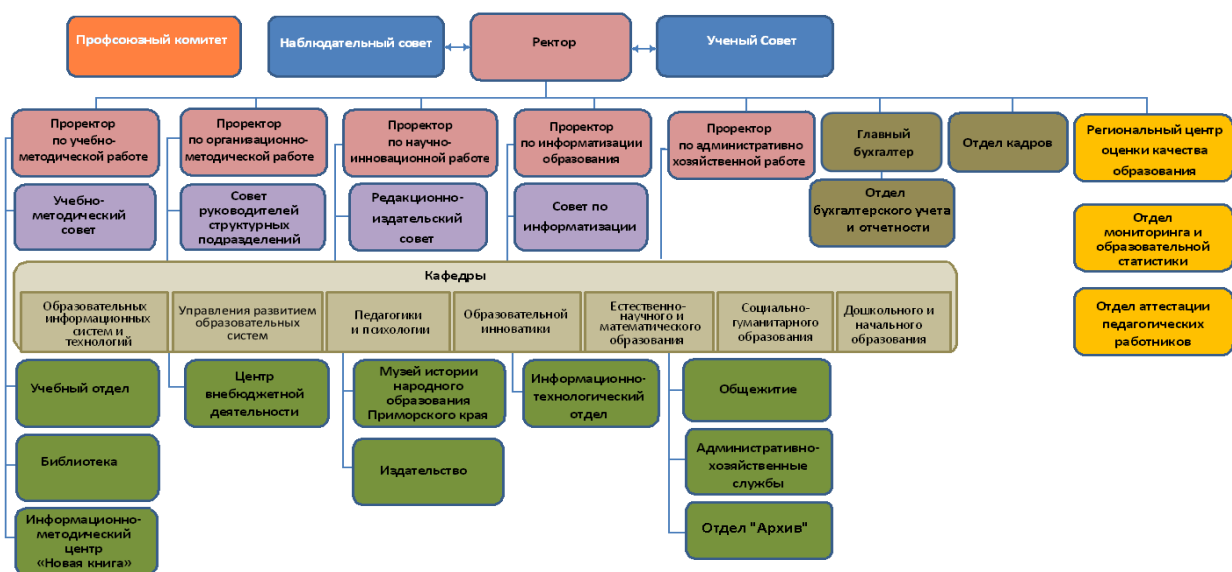 Профсоюзный комитет
Наблюдательный совет
Ректор
Ученый Совет
Проректор
по учебно-
методической работе
Проректор
по организационно-
методической работе
Проректор
по научно-
инновационной работе
Проректор
по информатизации
образования
Проректор
по административно
хозяйственной работе
Главный
бухгалтер
Отдел кадров
Региональный центр
оценки качества
образования
Учебно-
методический
совет
Совет
руководителей
структурных
подразделений
Редакционно-
издательский
совет
Совет по
информатизации
Отдел
бухгалтерского учета
и отчетности
Отдел
мониторинга и
образовательной
статистики
Отдел аттестации
педагогических
работников
Кафедры
Образовательных
информационных
систем и
технологий
Управления развитием
образовательных
систем
Педагогики
и психологии
Образовательной
инноватики
Естественно-
научного и
математического
образования
Социально-
гуманитарного
образования
Дошкольного и
начального
образования
Учебный отдел
Центр
внебюджетной
деятельности
Музей истории
народного
образования
Приморского края
Информационно-
технологический
отдел
Общежитие
Библиотека
Издательство
Административно-
хозяйственные
службы
Информационно-
методический
центр
«Новая книга»
Отдел "Архив"